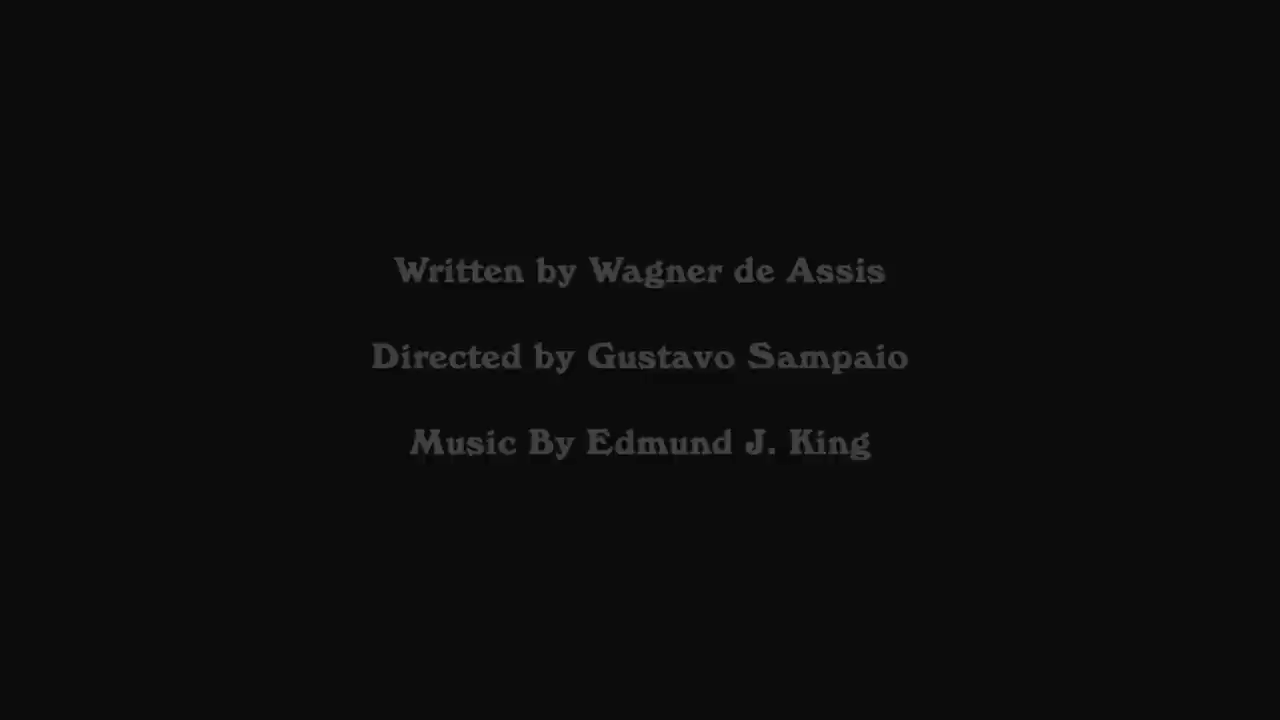 Written by Wagner de Assis
Directed by Gustavo Sampaio
Music By Edmund J. King